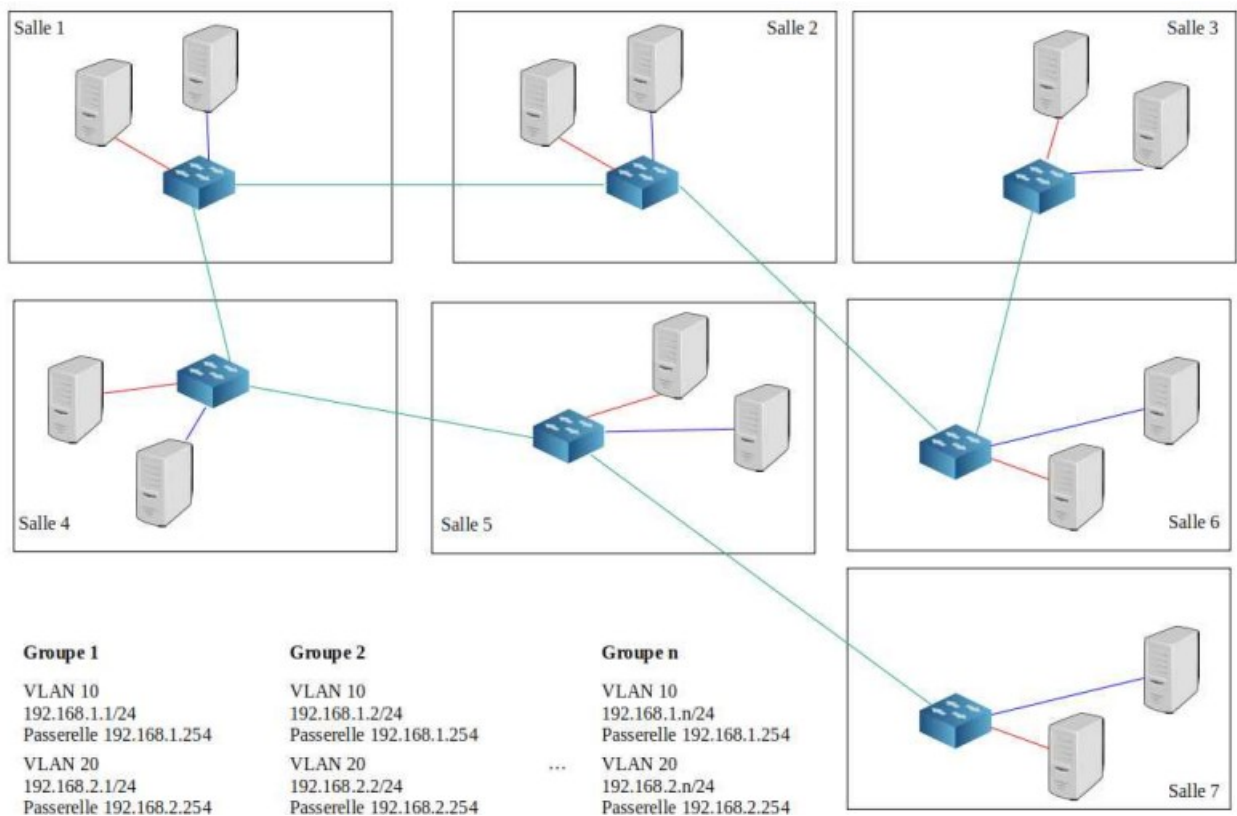 Salle 1
Salle 2
Salle 3
Salle 4
Salle 5
Salle 6
Salle 7
Groupe 1
VLAN 10
192.168.1.1/24
Passerelle 192.168.1.254
VLAN 20
192.168.2.1/24
Passerelle 192.168.2.254
Groupe 2
VLAN 10
192.168.1.2/24
Passerelle 192.168.1.254
VLAN 20
192.168.2.2/24
Passerelle 192.168.2.254
...
Groupe n
VLAN 10
192.168.1.n/24
Passerelle 192.168.1.254
VLAN 20
192.168.2.n/24
Passerelle 192.168.2.254